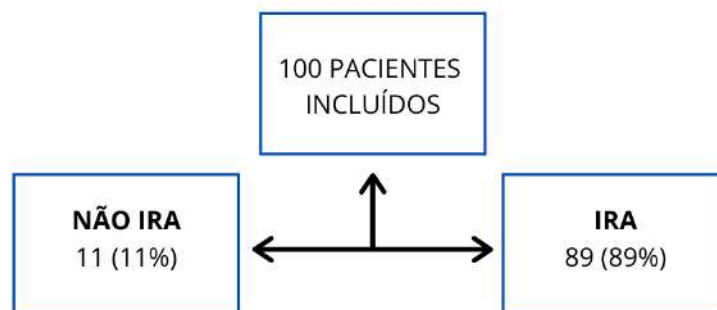 100 PACIENTES
INCLUÍDOS
NÃO IRA
11 (11%)
IRA
89 (89%)